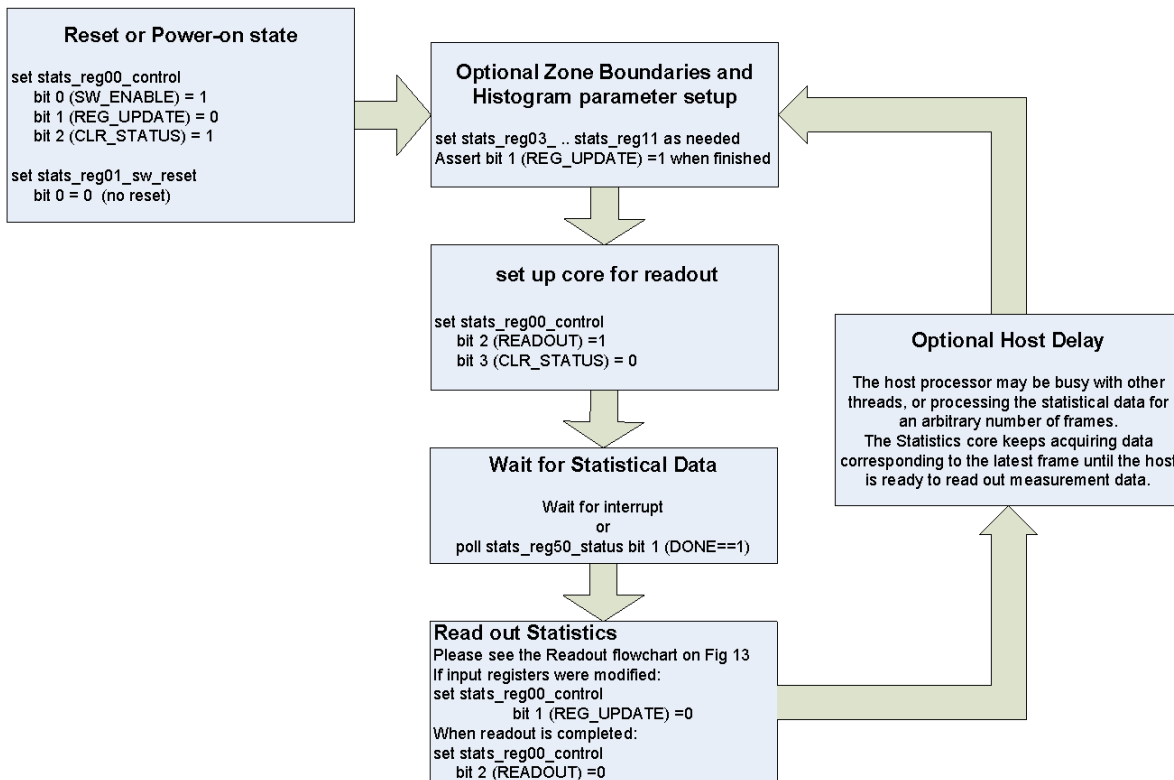 Reset or Power-on state
set stats_reg00_control
bit 0 (SW_ENABLE) = 1
bit 1 (REG_UPDATE) = 0
bit 2 (CLR_STATUS) = 1
set stats_reg01_sw_reset
bit 0 = 0 (no reset)
Optional Zone Boundaries and
Histogram parameter setup
set stats_reg03_ .. stats_reg11 as needed
Assert bit 1 (REG_UPDATE) =1 when finished
set up core for readout
set stats_reg00_control
bit 2 (READOUT) =1
bit 3 (CLR_STATUS) = 0
Wait for Statistical Data
Wait for interrupt
or
poll stats_reg50_status bit 1 (DONE==1)
Read out Statistics
Please see the Readout flowchart on Fig 13
If input registers were modified:
set stats_reg00_control
bit 1 (REG_UPDATE) =0
When readout is completed:
set stats_reg00_control
bit 2 (READOUT) =0
Optional Host Delay
The host processor may be busy with other
threads, or processing the statistical data for
an arbitrary number of frames.
The Statistics core keeps acquiring data
corresponding to the latest frame until the host
is ready to read out measurement data.